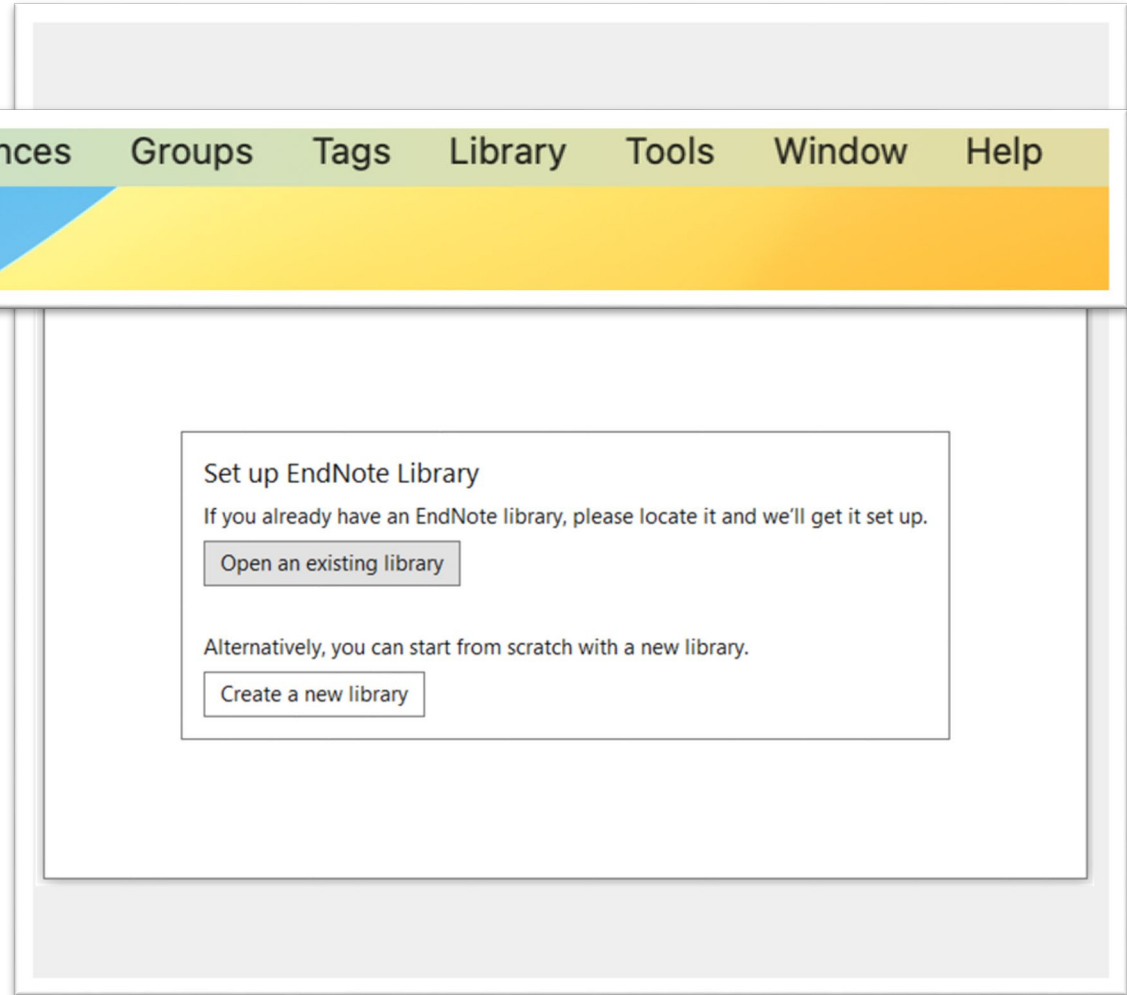 nces Groups Tags Library Tools Window Help
Set up EndNote Library
If you already have an EndNote library, please locate it and we'll get it set up.
Open an existing library
Alternatively, you can start from scratch with a new library.
Create a new library